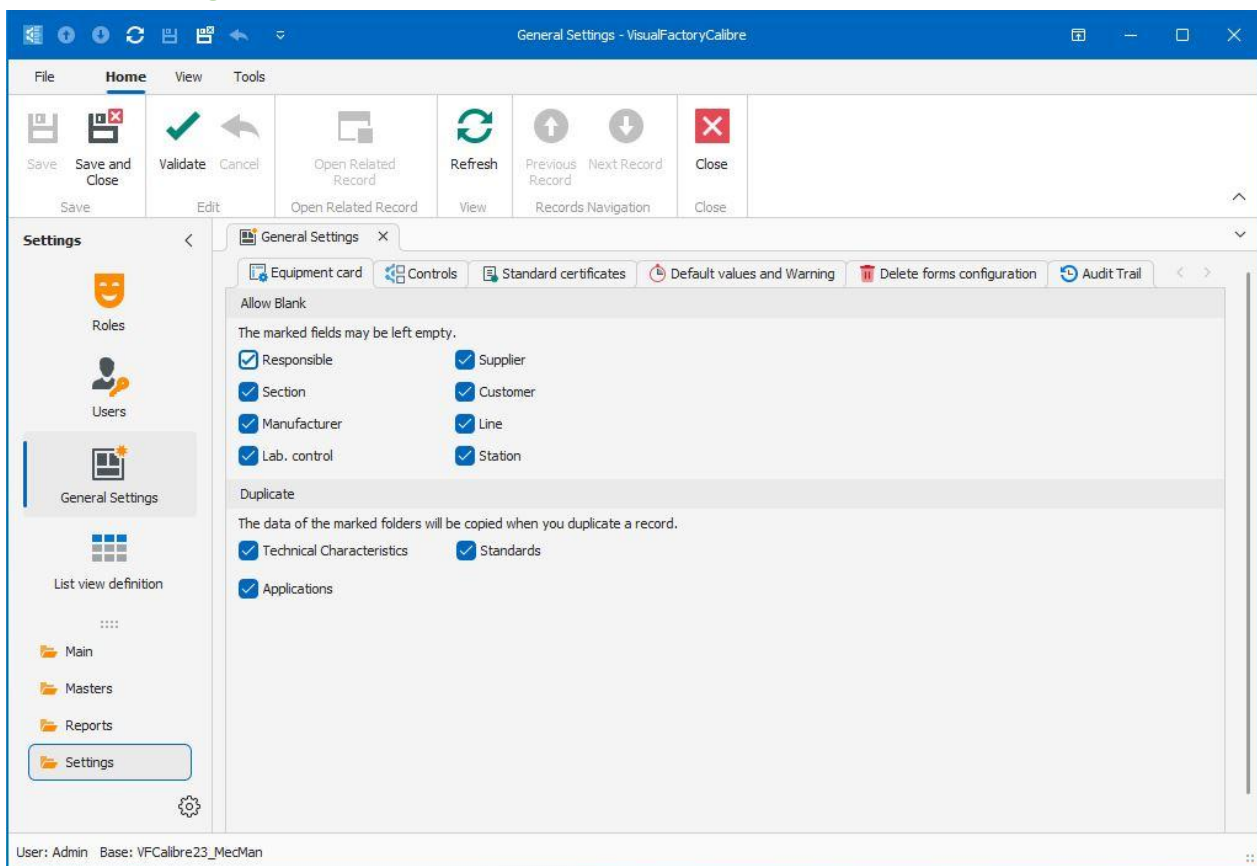 General Settings - VisualFactoryCalibre
File Home View Tools
Save Save and Close Validate Cancel Open Related Record Refresh Previous Record Next Record Close
Save Edit Open Related Record View Records Navigation Close
Settings
Roles
Users
General Settings
List view definition
Main
Masters
Reports
Settings
General Settings
Equipment card Controls Standard certificates Default values and Warning Delete forms configuration Audit Trail
Allow Blank
The marked fields may be left empty.
Responsible Supplier
Section Customer
Manufacturer Line
Lab. control Station
Duplicate
The data of the marked folders will be copied when you duplicate a record.
Technical Characteristics Standards
Applications
User: Admin Base: VFCalibre23_MecMan